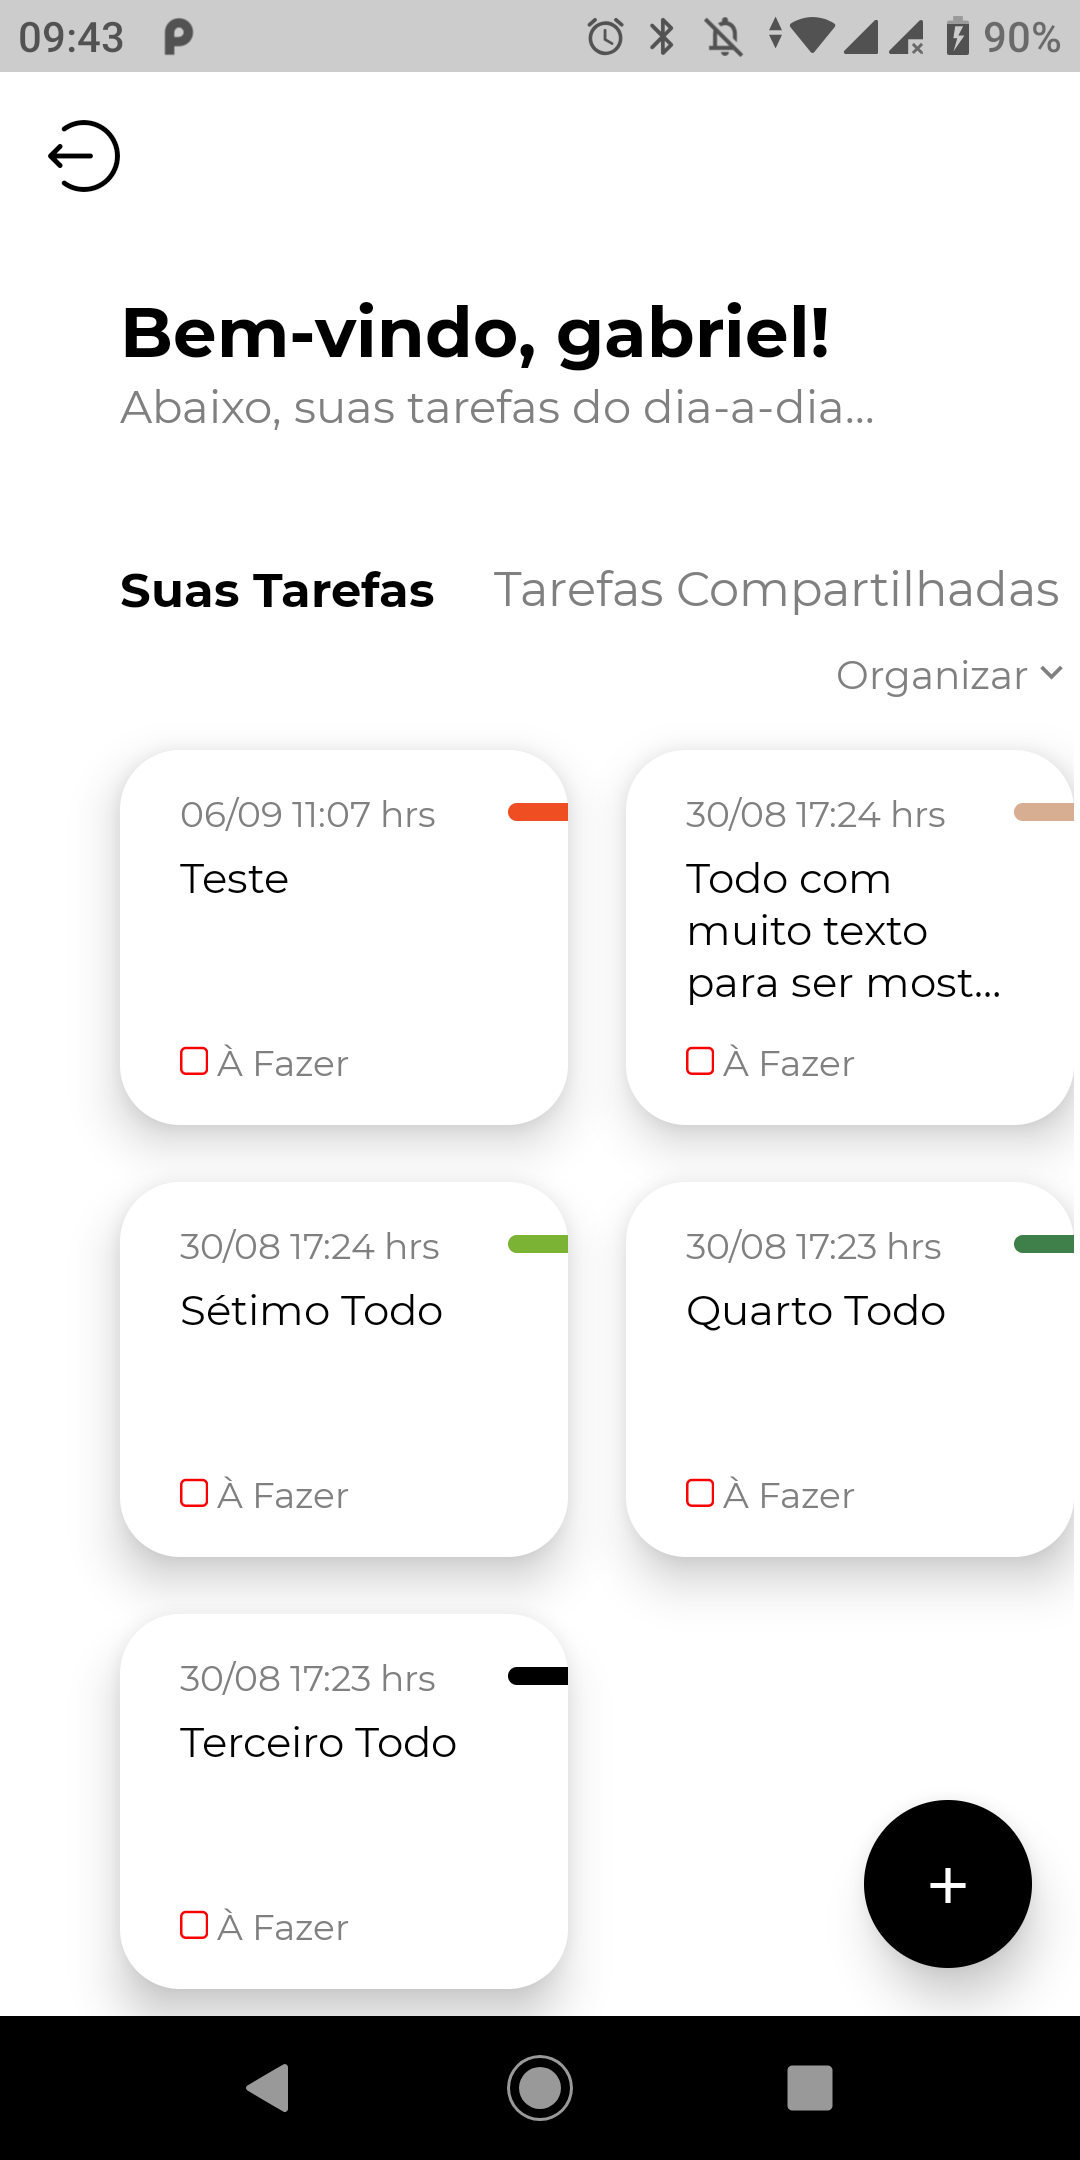 09:43
90%
Bem-vindo, gabriel!
Abaixo, suas tarefas do dia-a-dia...
Suas Tarefas Tarefas Compartilhadas
Organizar
06/09 11:07 hrs
Teste
À Fazer
30/08 17:24 hrs
Todo com
muito texto
para ser most...
À Fazer
30/08 17:24 hrs
Sétimo Todo
À Fazer
30/08 17:23 hrs
Quarto Todo
À Fazer
30/08 17:23 hrs
Terceiro Todo
À Fazer
+